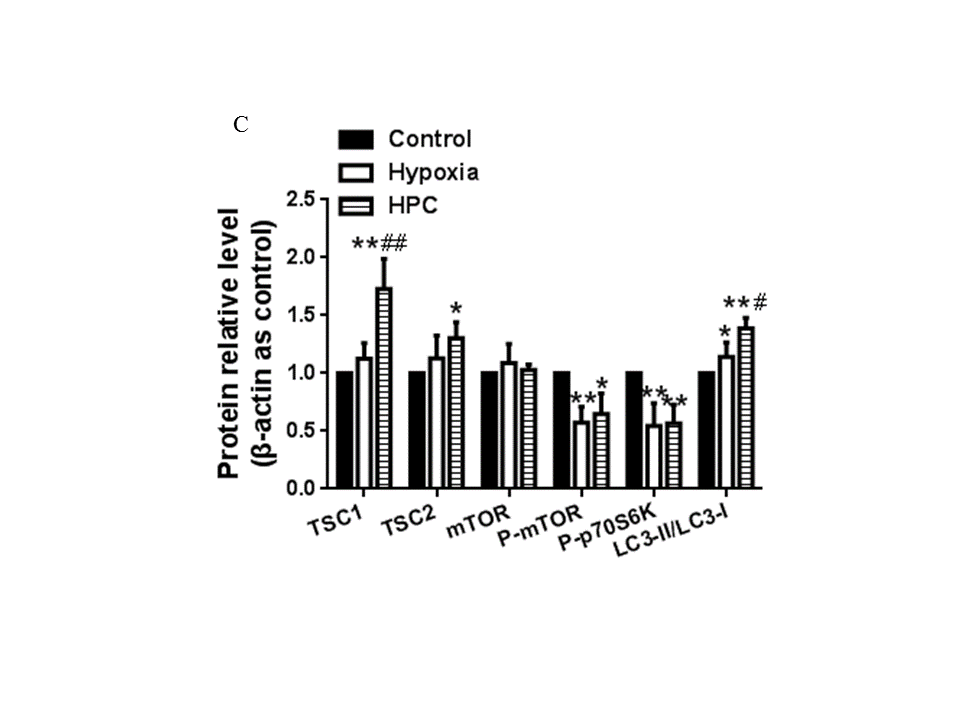 C
Control
Hypoxia
HPC
Protein relative level
(β-actin as control)
2.5
2.0
1.5
1.0
0.5
0.0
**##
*
**
*
**
**
*
**#
TSC1
TSC2
mTOR
P-mTOR
P-p70S6K
LC3-II/LC3-I